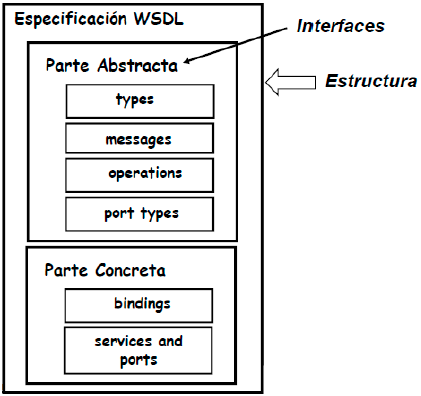 Especificación WSDL
Interfaces
Parte Abstracta
Estructura
types
messages
operations
port types
Parte Concreta
bindings
services and
ports